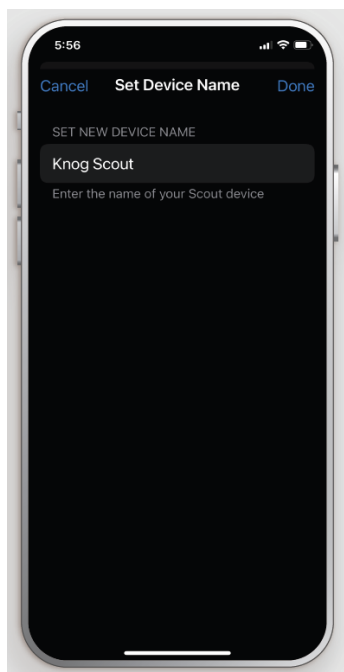 5:56
Cancel Set Device Name Done
SET NEW DEVICE NAME
Knog Scout
Enter the name of your Scout device